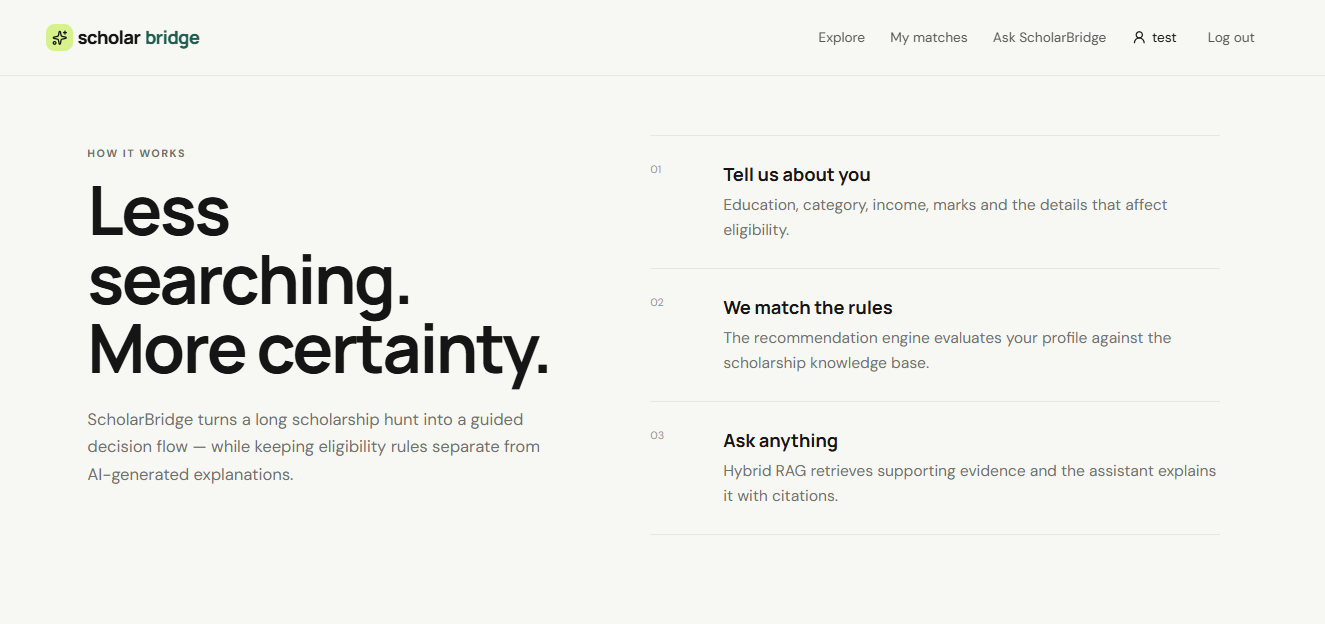 scholar bridge
Explore
My matches
Ask ScholarBridge
test
Log out
HOW IT WORKS
Less
searching.
More certainty.
ScholarBridge turns a long scholarship hunt into a guided
decision flow — while keeping eligibility rules separate from
AI-generated explanations.
01
Tell us about you
Education, category, income, marks and the details that affect
eligibility.
02
We match the rules
The recommendation engine evaluates your profile against the
scholarship knowledge base.
03
Ask anything
Hybrid RAG retrieves supporting evidence and the assistant explains
it with citations.